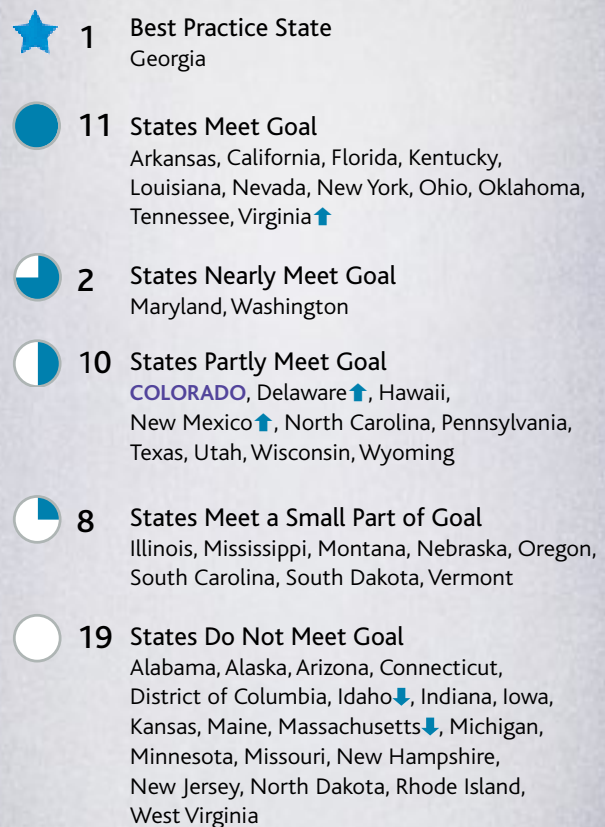 1 Best Practice State
Georgia
11 States Meet Goal
Arkansas, California, Florida, Kentucky,
Louisiana, Nevada, New York, Ohio, Oklahoma,
Tennessee, Virginia⬆
2 States Nearly Meet Goal
Maryland, Washington
10 States Partly Meet Goal
COLORADO, Delaware⬆, Hawaii,
New Mexico⬆, North Carolina, Pennsylvania,
Texas, Utah, Wisconsin, Wyoming
8 States Meet a Small Part of Goal
Illinois, Mississippi, Montana, Nebraska, Oregon,
South Carolina, South Dakota, Vermont
19 States Do Not Meet Goal
Alabama, Alaska, Arizona, Connecticut,
District of Columbia, Idaho⬇, Indiana, Iowa,
Kansas, Maine, Massachusetts⬇, Michigan,
Minnesota, Missouri, New Hampshire,
New Jersey, North Dakota, Rhode Island,
West Virginia